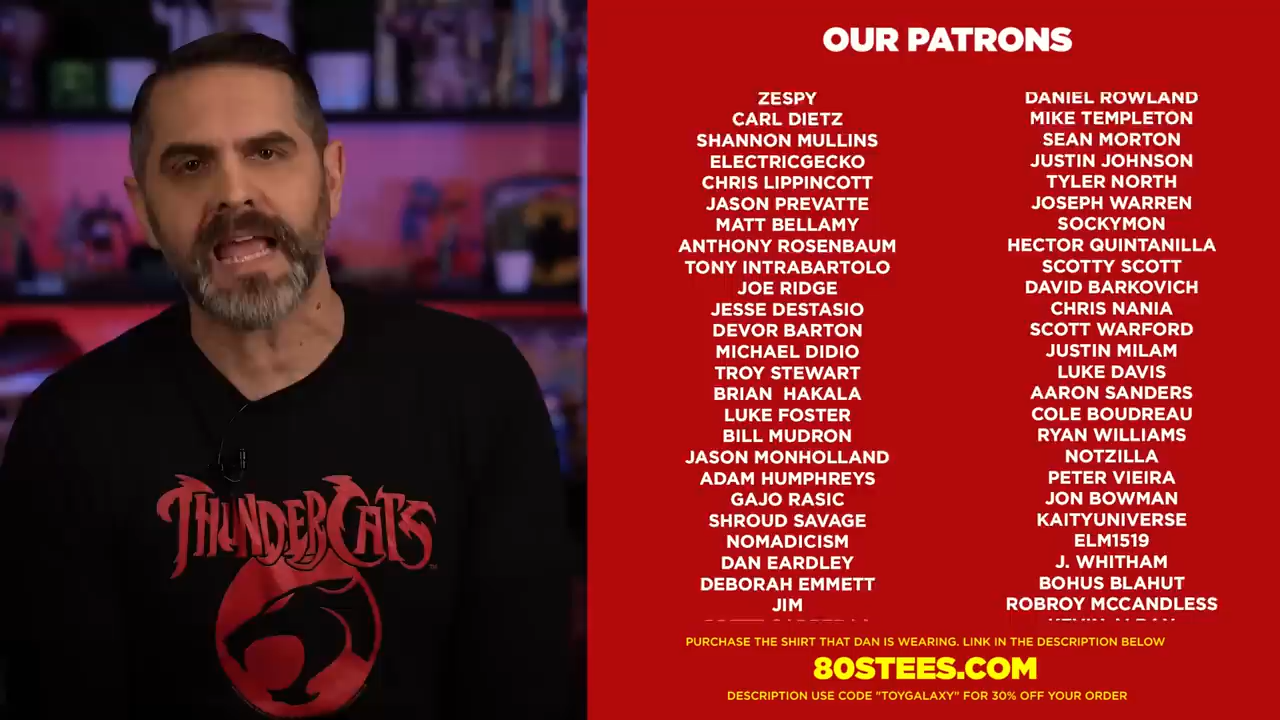 OUR PATRONS
ZESPY
CARL DIETZ
SHANNON MULLINS
ELECTRICGECKO
CHRIS LIPPINCOTT
JASON PREVATTE
MATT BELLAMY
ANTHONY ROSENBAUM
TONY INTRABARTOLO
JOE RIDGE
JESSE DESTASIO
DEVOR BARTON
MICHAEL DIDIO
TROY STEWART
BRIAN HAKALA
LUKE FOSTER
BILL MUDRON
JASON MONHOLLAND
ADAM HUMPHREYS
GAJO RASIC
SHROUD SAVAGE
NOMADICISM
DAN EARDLEY
DEBORAH EMMETT
JIM
DANIEL ROWLAND
MIKE TEMPLETON
SEAN MORTON
JUSTIN JOHNSON
TYLER NORTH
JOSEPH WARREN
SOCKYMON
HECTOR QUINTANILLA
SCOTTY SCOTT
DAVID BARKOVICH
CHRIS NANIA
SCOTT WARFORD
JUSTIN MILAM
LUKE DAVIS
AARON SANDERS
COLE BOUDREAU
RYAN WILLIAMS
NOTZILLA
PETER VIEIRA
JON BOWMAN
KAITYUNIVERSE
ELM1519
J. WHITHAM
BOHUS BLAHUT
ROBROY MCCANDLESS
PURCHASE THE SHIRT THAT DAN IS WEARING. LINK IN THE DESCRIPTION BELOW
80STEES.COM
DESCRIPTION USE CODE "TOYGALAXY" FOR 30% OFF YOUR ORDER
THUNDERCATS™